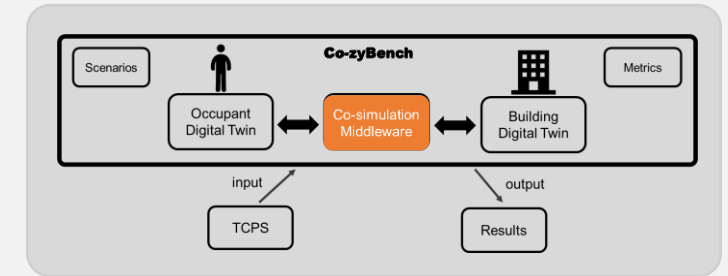 Co-zyBench
Scenarios
Metrics
Occupant
Digital Twin
Co-simulation
Middleware
Building
Digital Twin
input
output
TCPS
Results